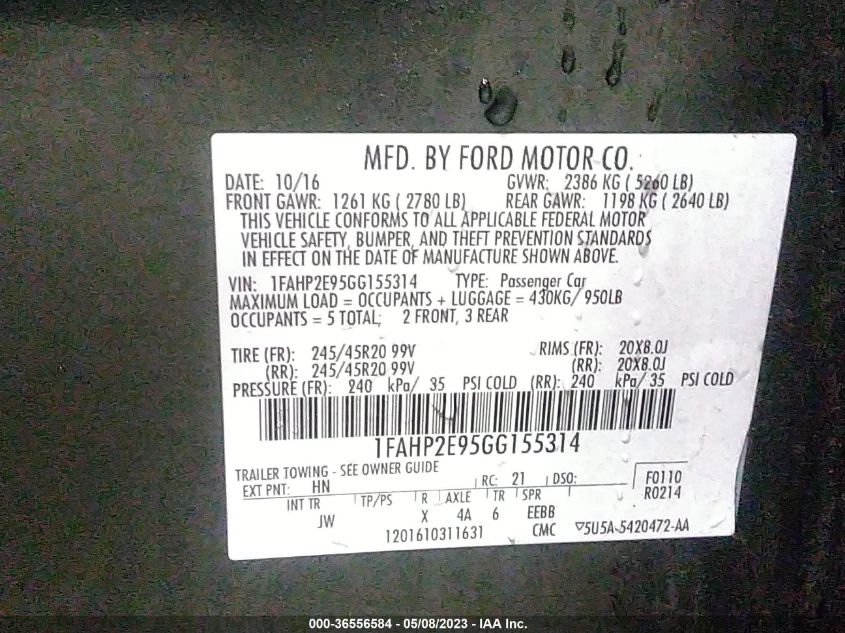 MFD. BY FORD MOTOR CO.
DATE: 10/16 GVWR: 2386 KG ( 5260 LB)
FRONT GAWR: 1261 KG ( 2780 LB) REAR GAWR: 1198 KG ( 2640 LB)
THIS VEHICLE CONFORMS TO ALL APPLICABLE FEDERAL MOTOR
VEHICLE SAFETY, BUMPER, AND THEFT PREVENTION STANDARDS
IN EFFECT ON THE DATE OF MANUFACTURE SHOWN ABOVE.
VIN: 1FAHP2E95GG155314 TYPE: Passenger Car
MAXIMUM LOAD = OCCUPANTS + LUGGAGE = 430KG/ 950LB
OCCUPANTS = 5 TOTAL; 2 FRONT, 3 REAR
TIRE (FR): 245/45R20 99V RIMS (FR): 20X8.0J
(RR): 245/45R20 99V (RR): 20X8.0J
PRESSURE (FR): 240 kPa/ 35 PSI COLD (RR): 240 kPa/ 35 PSI COLD
1FAHP2E95GG155314
TRAILER TOWING - SEE OWNER GUIDE
EXT PNT: HN RC: 21 DSO: F0110
R0214
INT TR TP/PS R AXLE TR SPR
JW X 4A 6 EEBB
1201610311631 CMC ▽5U5A-5420472-AA
000-36556584 - 05/08/2023 - IAA Inc.